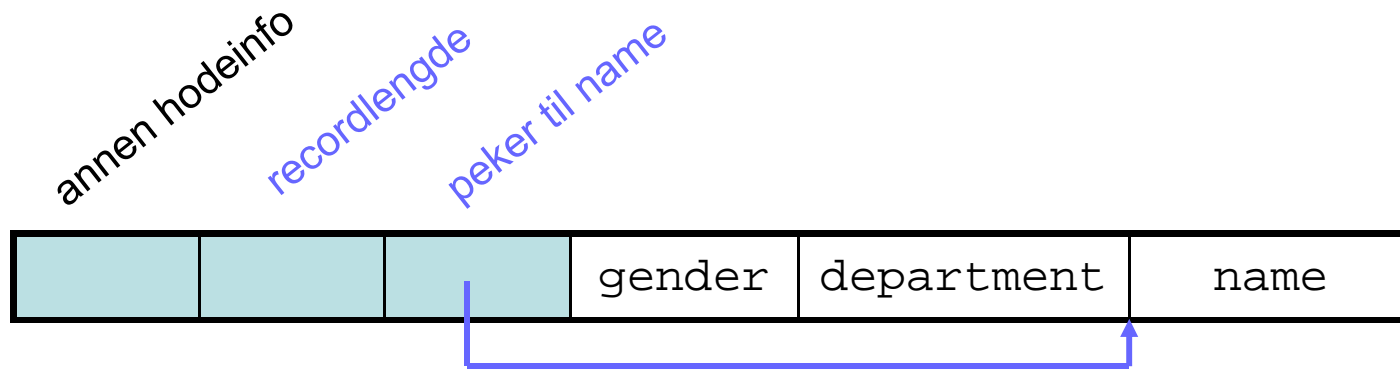 annen hodeinfo
recordlengde
peker til name
gender
department
name